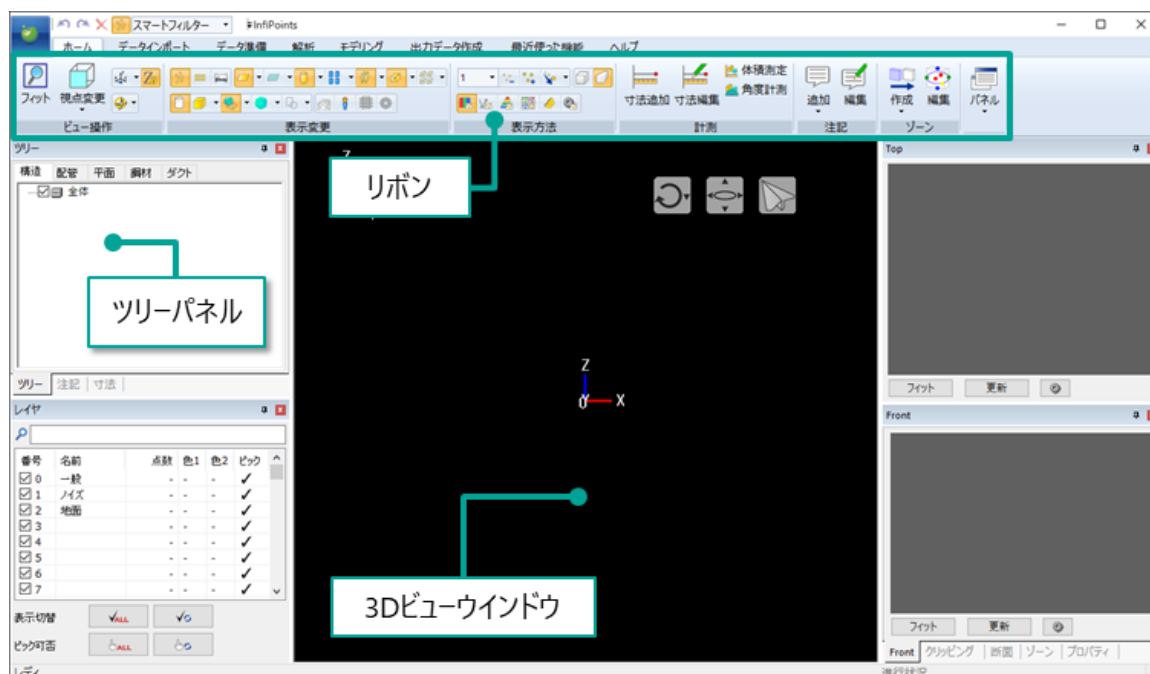 スマートフィルター InfiPoints
ホーム データインポート データ準備 解析 モデリング 出力データ作成 最近使った機能 ヘルプ
フィット 視点変更 1 寸法追加 寸法編集 体積測定 角度計測 追加 編集 作成 編集 パネル
ビュー操作 表示変更 表示方法 計測 注記 ゾーン
ツリー
Top
構造 配管 平面 鋼材 ダクト
全体
Z
リボン
ツリーパネル
Z
X
ツリー 注記 寸法
フィット 更新
レイヤ
Front
番号 名前 点数 色1 色2 ピック
0 一般 - - -
1 ノイズ - - -
2 地面 - - -
3 - - -
4 - - -
5 - - -
6 - - -
7 - - -
3Dビューウインドウ
表示切替 ALL
ピック可否 ALL
フィット 更新
Front クリッピング 断面 ゾーン プロパティ
レディ
進行状況